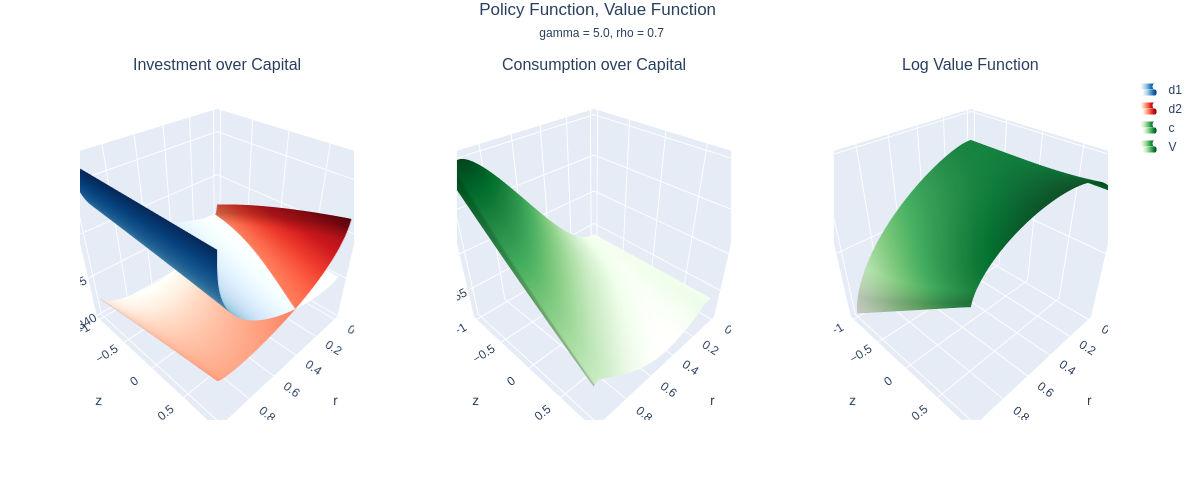 Policy Function, Value Function
gamma = 5.0, rho = 0.7
Investment over Capital
Consumption over Capital
Log Value Function
d1
d2
c
V
−0.5
0
0.5
z
0.2
0.4
0.6
0.8
r
−1
−0.5
0
0.5
z
0
0.2
0.4
0.6
0.8
r
−1
−0.5
0
0.5
z
0.2
0.4
0.6
0.8
r